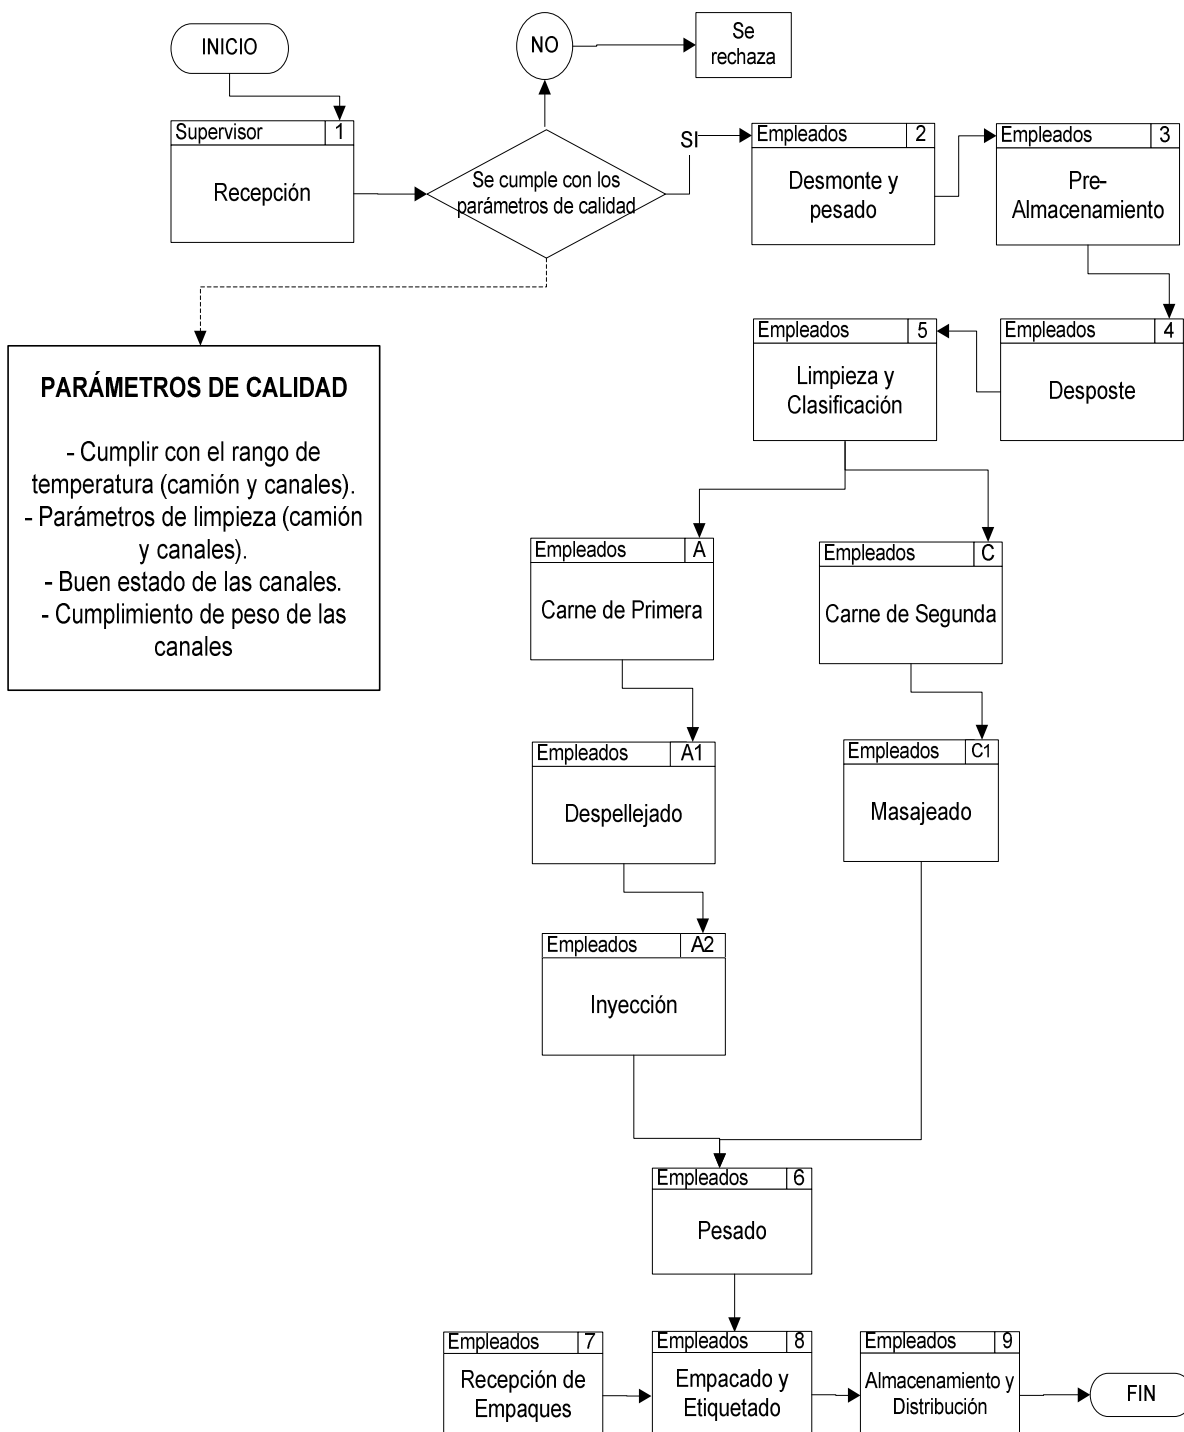 INICIO
NO
Se
rechaza
Supervisor 1
Recepción
Se cumple con los
parámetros de calidad
SI
Empleados 2
Desmonte y
pesado
Empleados 3
Pre-
Almacenamiento
Empleados 4
Desposte
Empleados 5
Limpieza y
Clasificación
PARÁMETROS DE CALIDAD
- Cumplir con el rango de
temperatura (camión y canales).
- Parámetros de limpieza (camión
y canales).
- Buen estado de las canales.
- Cumplimiento de peso de las
canales
Empleados A
Carne de Primera
Empleados C
Carne de Segunda
Empleados A1
Despellejado
Empleados C1
Masajeado
Empleados A2
Inyección
Empleados 6
Pesado
Empleados 7
Recepción de
Empaques
Empleados 8
Empacado y
Etiquetado
Empleados 9
Almacenamiento y
Distribución
FIN